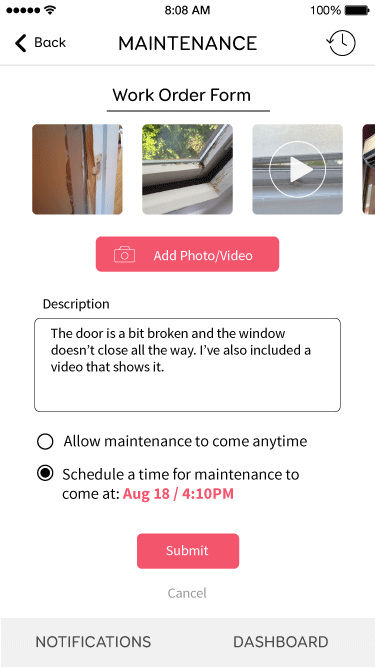 8:08 AM 100%
Back MAINTENANCE
Work Order Form
Add Photo/Video
Description
The door is a bit broken and the window
doesn’t close all the way. I’ve also included a
video that shows it.
Allow maintenance to come anytime
Schedule a time for maintenance to
come at: Aug 18 / 4:10PM
Submit
Cancel
NOTIFICATIONS DASHBOARD